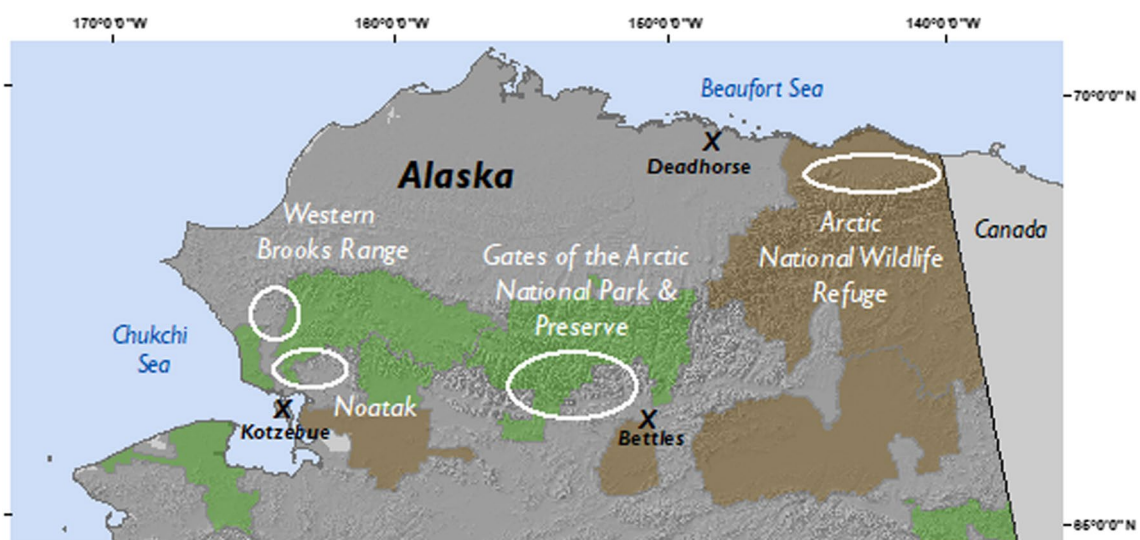 170°0'0"W
160°0'0"W
150°0'0"W
140°0'0"W
Beaufort Sea
70°0'0"N
X
Deadhorse
Alaska
Western
Brooks Range
Gates of the Arctic
National Park &
Preserve
Arctic
National Wildlife
Refuge
Canada
Chukchi
Sea
X
Kotzebue
Noatak
X
Bettles
65°0'0"N